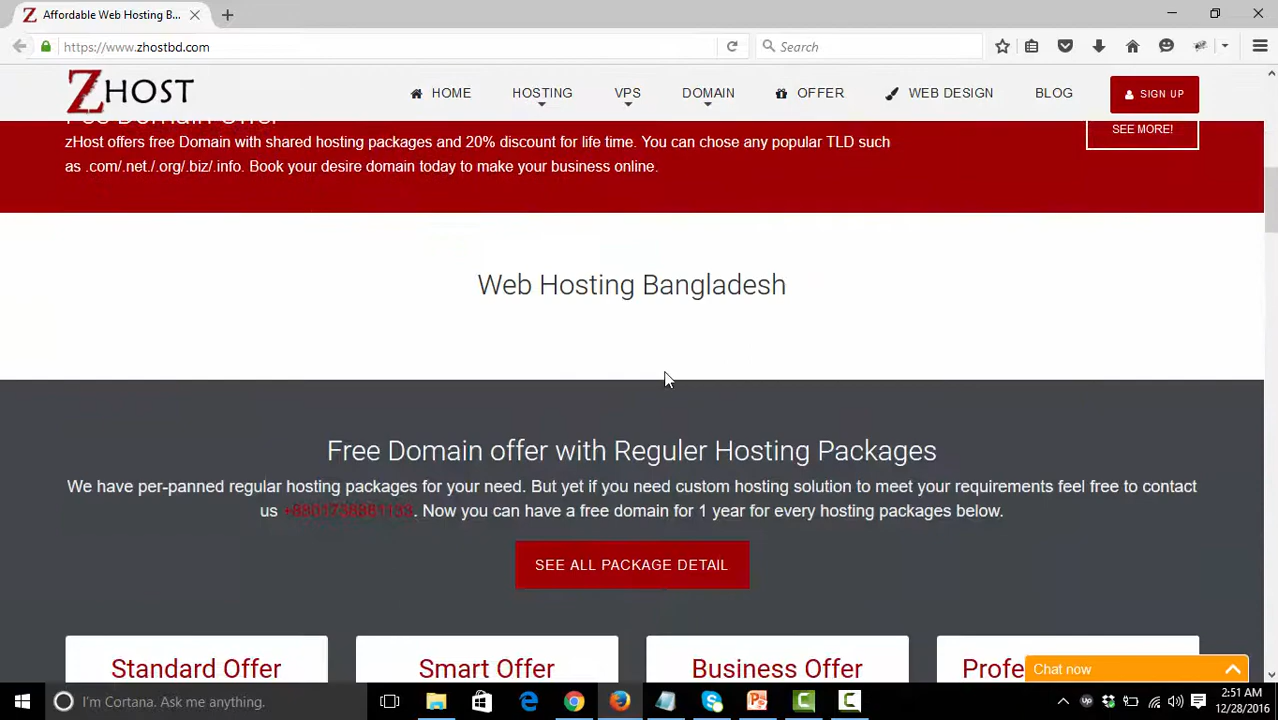 Affordable Web Hosting B...
https://www.zhostbd.com
Search
ZHOST
HOME
HOSTING
VPS
DOMAIN
OFFER
WEB DESIGN
BLOG
SIGN UP
zHost offers free Domain with shared hosting packages and 20% discount for life time. You can chose any popular TLD such
as .com/.net./.org/.biz/.info. Book your desire domain today to make your business online.
SEE MORE!
Web Hosting Bangladesh
Free Domain offer with Reguler Hosting Packages
We have per-panned regular hosting packages for your need. But yet if you need custom hosting solution to meet your requirements feel free to contact
us . Now you can have a free domain for 1 year for every hosting packages below.
SEE ALL PACKAGE DETAIL
Standard Offer
Smart Offer
Business Offer
Chat now
I'm Cortana. Ask me anything.
2:51 AM
12/28/2016